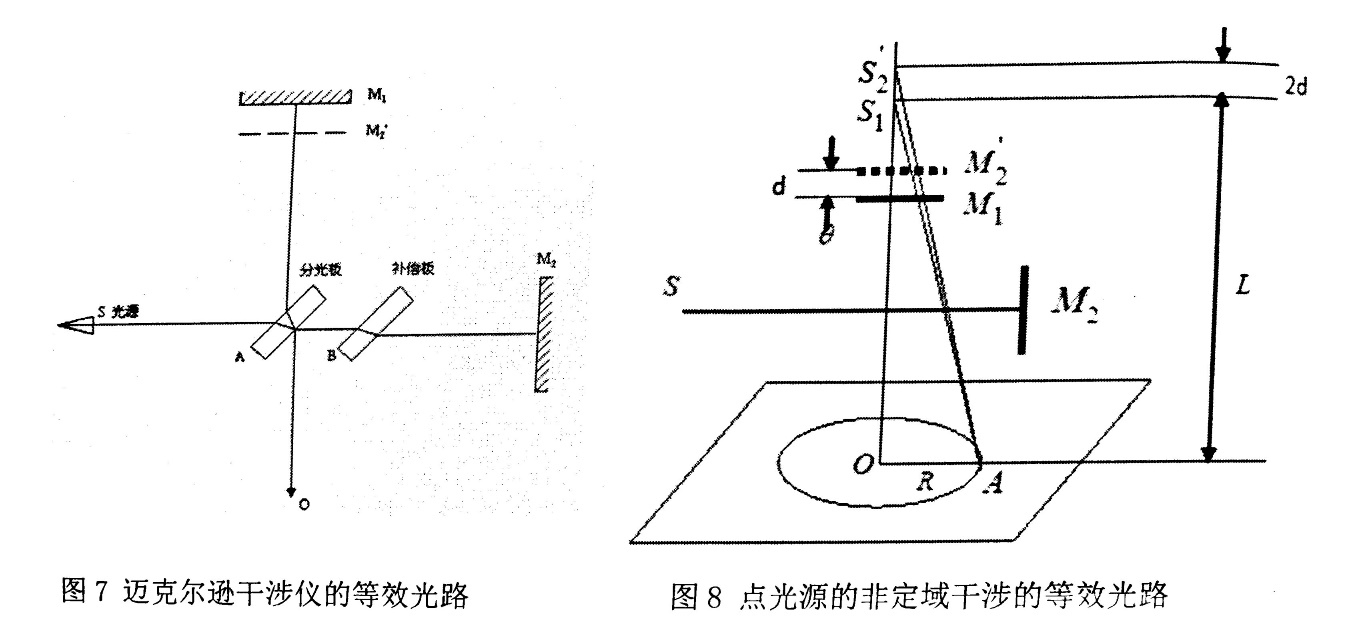 M₁
M₂'
分光板
补偿板
M₂
S 光源
A
B
O
图 7 迈克尔逊干涉仪的等效光路
S₂'
S₁
2d
M₂'
d
M₁
θ
S
M₂
L
O
R
A
图 8 点光源的非定域干涉的等效光路